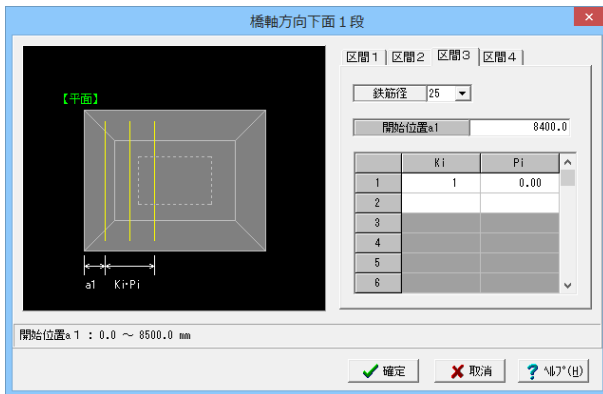 橋軸方向下面１段
区間１ 区間２ 区間３ 区間４
【平面】
鉄筋径 25
開始位置a1 8400.0
Ki Pi
1 1 0.00
2
3
4
5
6
a1 Ki・Pi
開始位置a１ : 0.0 ～ 8500.0 mm
確定 取消 ? ﾍﾙﾌﾟ(H)